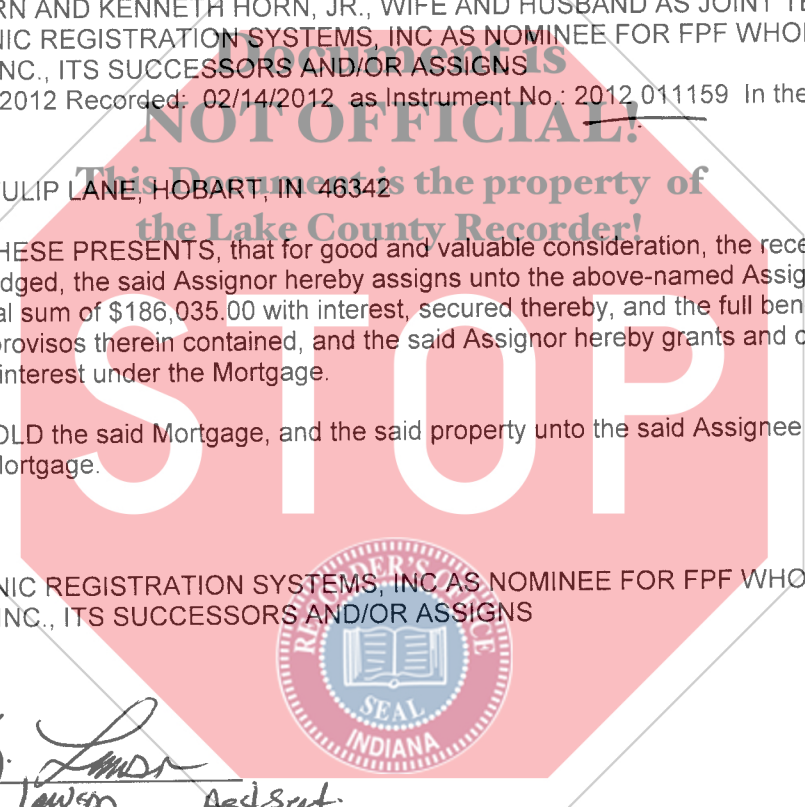 RN AND KENNETH HORN, JR., WIFE AND HUSBAND AS JOINT TE
NIC REGISTRATION SYSTEMS, INC AS NOMINEE FOR FPF WHO
Document is
NC., ITS SUCCESSORS AND/OR ASSIGNS
2012 Recorded: 02/14/2012 as Instrument No.: 2012 011159 In the
NOT OFFICIAL!
This Document is the property of
ULIP LANE, HOBART, IN 46342
the Lake County Recorder!
HESE PRESENTS, that for good and valuable consideration, the rece
dged, the said Assignor hereby assigns unto the above-named Assig
al sum of $186,035.00 with interest, secured thereby, and the full ben
provisos therein contained, and the said Assignor hereby grants and c
interest under the Mortgage.
STOP
OLD the said Mortgage, and the said property unto the said Assignee
Mortgage.
NIC REGISTRATION SYSTEMS, INC AS NOMINEE FOR FPF WHO
INC., ITS SUCCESSORS AND/OR ASSIGNS
RECORDER'S OFFICE
SEAL
INDIANA